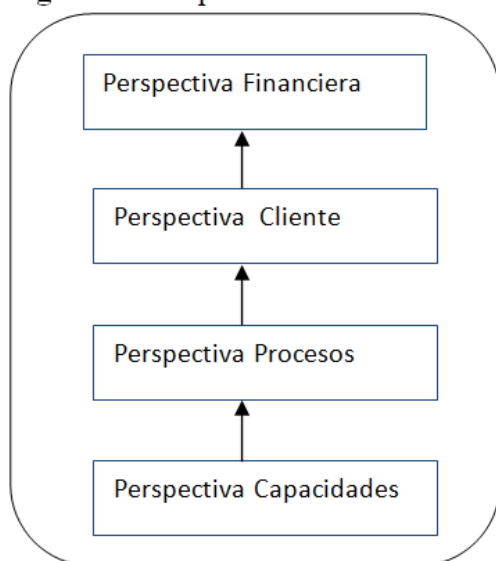 Perspectiva Financiera
Perspectiva Cliente
Perspectiva Procesos
Perspectiva Capacidades